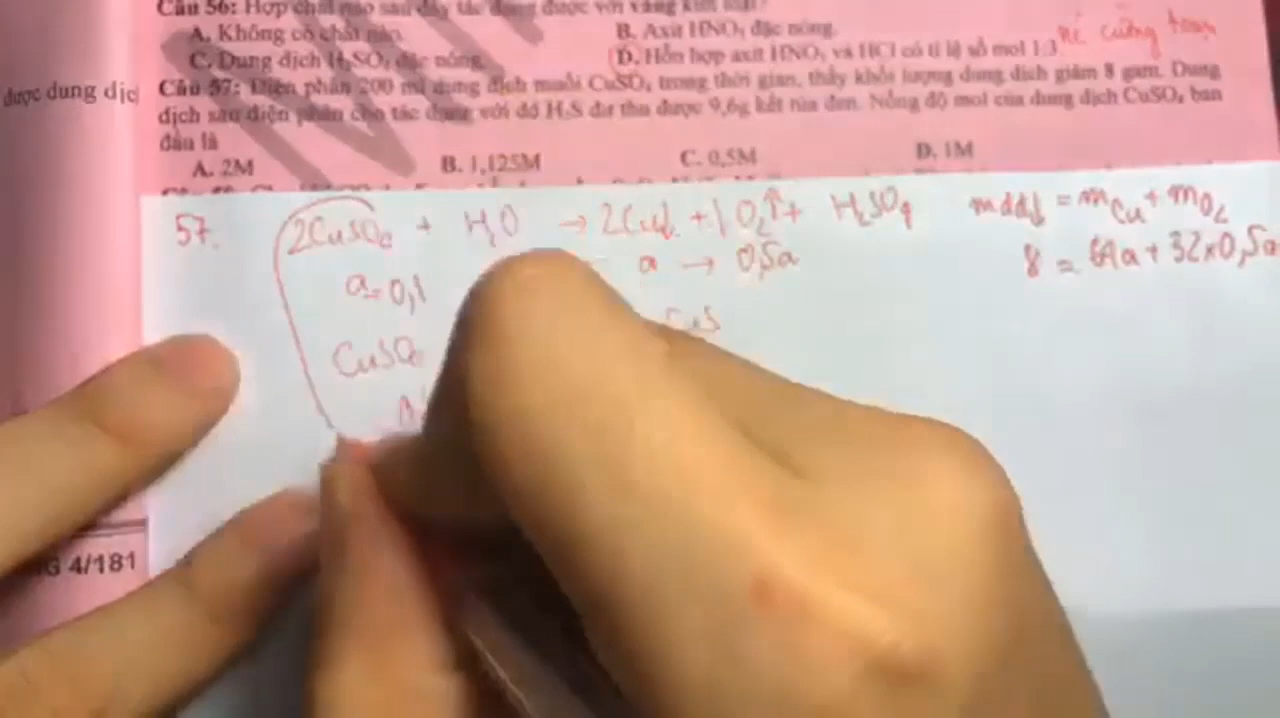 Câu 56: Hợp chất nào sau đây tác dụng được với vàng kim loại?
A. Không có chất nào. B. Axit HNO₃ đặc nóng.
C. Dung dịch H₂SO₄ đặc nóng. D. Hỗn hợp axit HNO₃ và HCl có tỉ lệ số mol 1:3
được dung dịc
Câu 57: Điện phân 200 ml dung dịch muối CuSO₄ trong thời gian, thấy khối lượng dung dịch giảm 8 gam. Dung
dịch sau điện phân cho tác dụng với dd H₂S dư thu được 9,6g kết tủa đen. Nồng độ mol của dung dịch CuSO₄ ban
đầu là
A. 2M B. 1,125M C. 0,5M D. 1M
57. 2CuSO₄ + H₂O → 2Cu↓ + 1 O₂↑ + H₂SO₄ mdd↓ = mCu + mO₂
a → 0,5a 8 = 64a + 32x0,5a
a = 0,1
CuS
CuSO₄
G 4/181